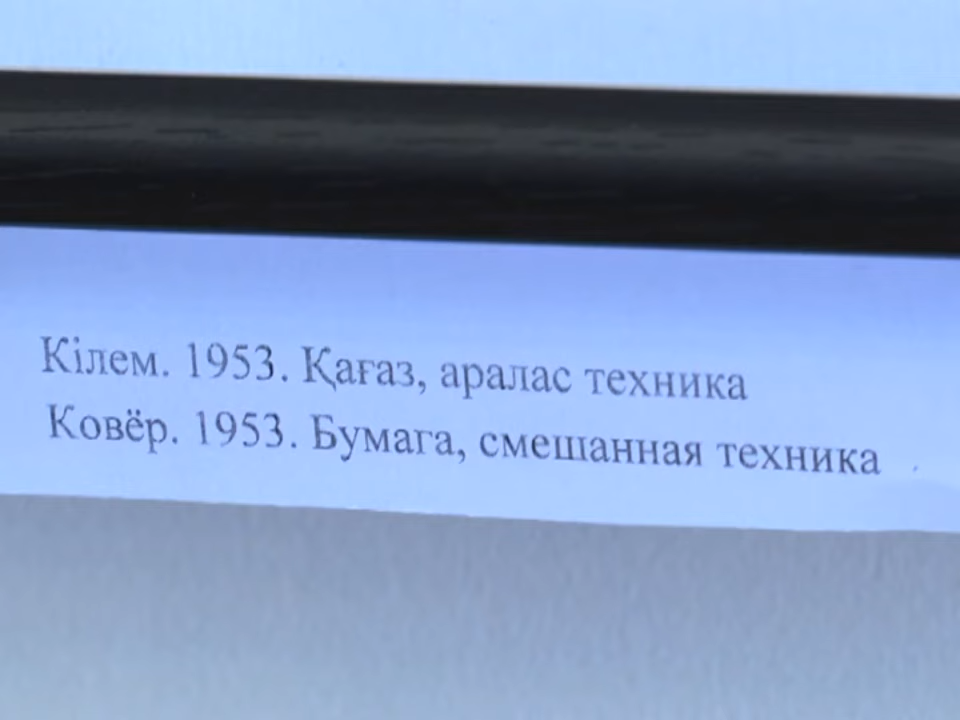 Кілем. 1953. Қағаз, аралас техника
Ковёр. 1953. Бумага, смешанная техника